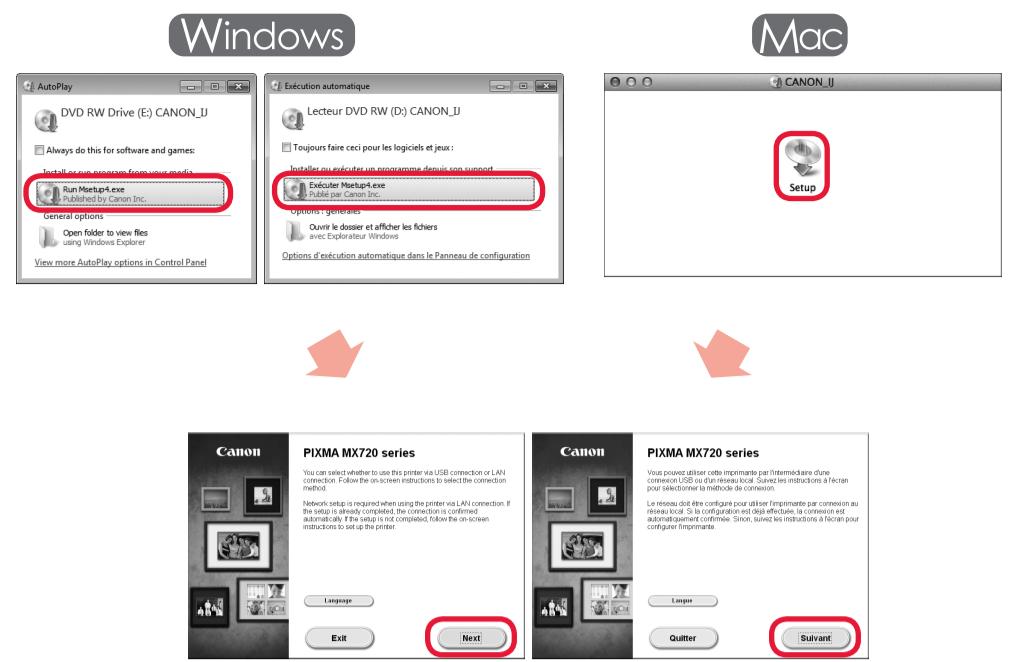 Windows
Mac
AutoPlay
DVD RW Drive (E:) CANON_IJ
Always do this for software and games:
Install or run program from your media
Run Msetup4.exe
Published by Canon Inc.
General options
Open folder to view files
using Windows Explorer
View more AutoPlay options in Control Panel
Exécution automatique
Lecteur DVD RW (D:) CANON_IJ
Toujours faire ceci pour les logiciels et jeux :
Installer ou exécuter un programme depuis son support
Exécuter Msetup4.exe
Publié par Canon Inc.
Options : générales
Ouvrir le dossier et afficher les fichiers
avec Explorateur Windows
Options d'exécution automatique dans le Panneau de configuration
CANON_IJ
Setup
Canon
PIXMA MX720 series
You can select whether to use this printer via USB connection or LAN
connection. Follow the on-screen instructions to select the connection
method.
Network setup is required when using the printer via LAN connection. If
the setup is already completed, the connection is confirmed
automatically. If the setup is not completed, follow the on-screen
instructions to set up the printer.
Language
Exit
Next
Canon
PIXMA MX720 series
Vous pouvez utiliser cette imprimante par l'intermédiaire d'une
connexion USB ou d'un réseau local. Suivez les instructions à l'écran
pour sélectionner la méthode de connexion.
Le réseau doit être configuré pour utiliser l'imprimante par connexion au
réseau local. Si la configuration est déjà effectuée, la connexion est
automatiquement confirmée. Sinon, suivez les instructions à l'écran pour
configurer l'imprimante.
Langue
Quitter
Suivant